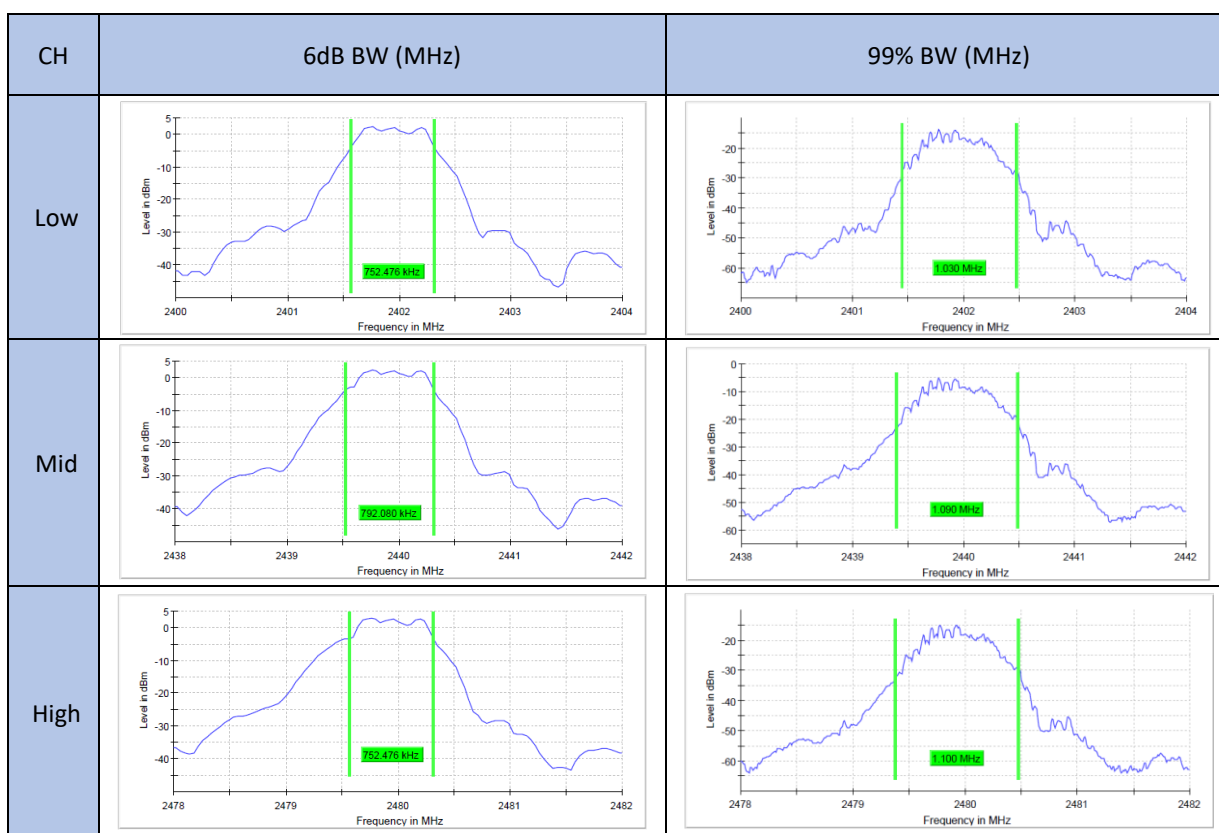 CH 6dB BW (MHz) 99% BW (MHz)
Low
Level in dBm
5
0
-10
-20
-30
-40
752.476 kHz
2400 2401 2402 2403 2404
Frequency in MHz
Level in dBm
-20
-30
-40
-50
-60
1.030 MHz
2400 2401 2402 2403 2404
Frequency in MHz
Mid
Level in dBm
5
0
-10
-20
-30
-40
792.080 kHz
2438 2439 2440 2441 2442
Frequency in MHz
Level in dBm
0
-10
-20
-30
-40
-50
-60
1.090 MHz
2438 2439 2440 2441 2442
Frequency in MHz
High
Level in dBm
5
0
-10
-20
-30
-40
752.476 kHz
2478 2479 2480 2481 2482
Frequency in MHz
Level in dBm
-20
-30
-40
-50
-60
1.100 MHz
2478 2479 2480 2481 2482
Frequency in MHz